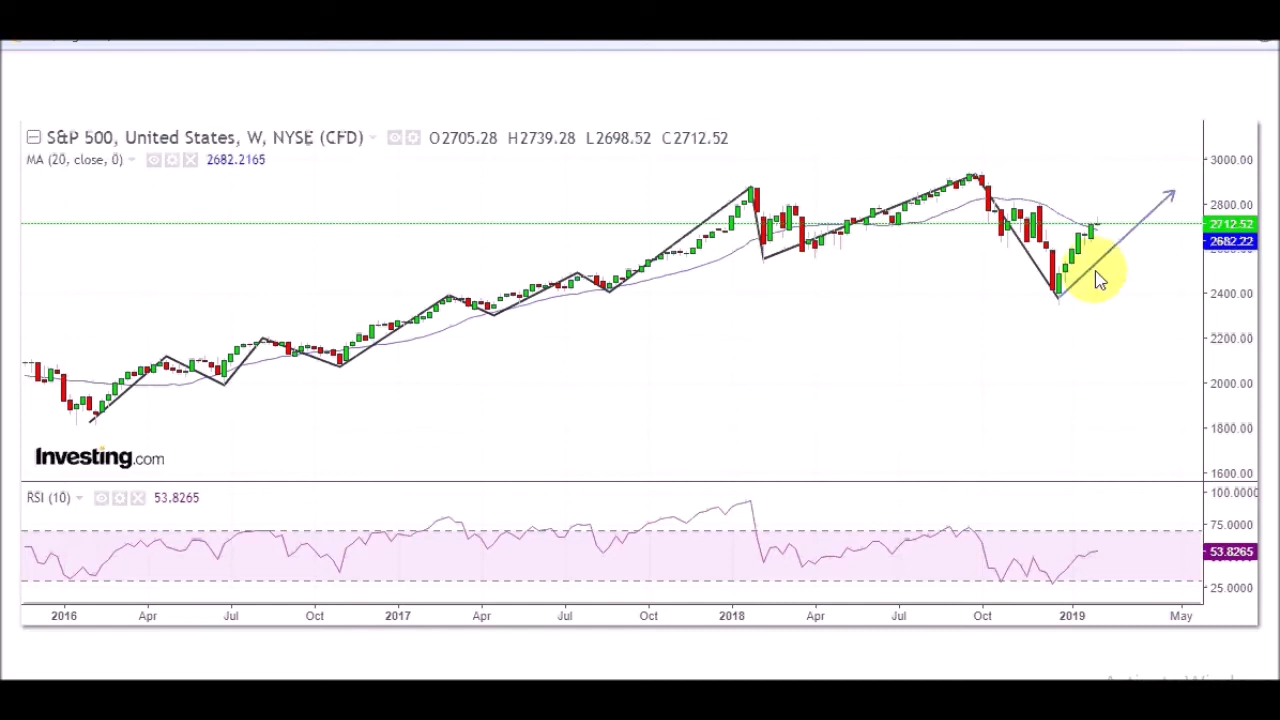 S&P 500, United States, W, NYSE (CFD) O2705.28 H2739.28 L2698.52 C2712.52
MA (20, close, 0) 2682.2165
3000.00
2800.00
2712.52
2682.22
2400.00
2200.00
2000.00
1800.00
Investing.com
1600.00
RSI (10) 53.8265
100.000
75.0000
53.8265
25.0000
2016 Apr Jul Oct 2017 Apr Jul Oct 2018 Apr Jul Oct 2019 May